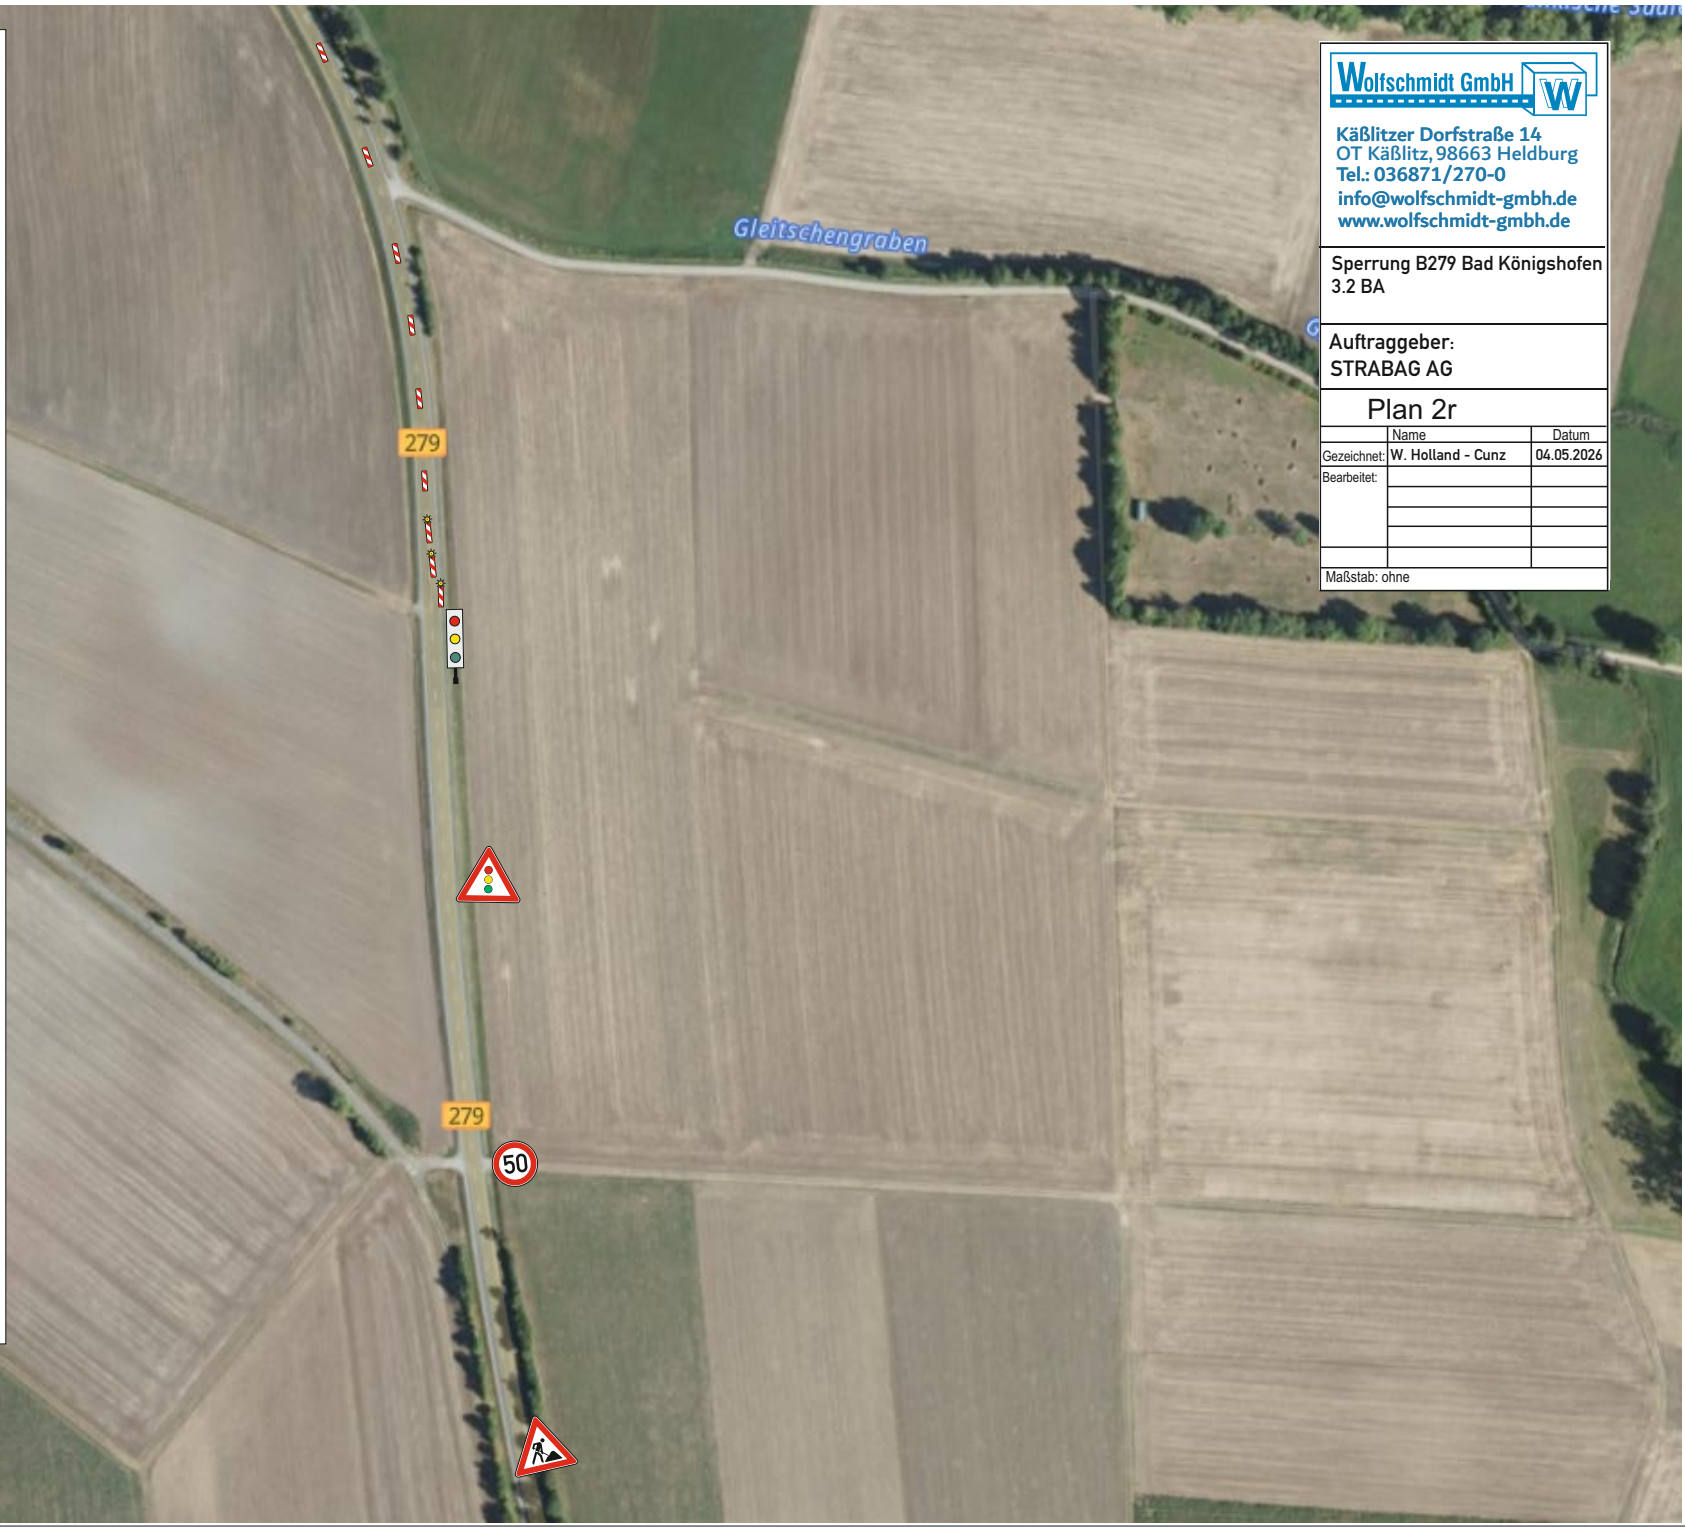 Wolfschmidt GmbH
W
Käßlitzer Dorfstraße 14
OT Käßlitz, 98663 Heldburg
Tel.: 036871/270-0
info@wolfschmidt-gmbh.de
www.wolfschmidt-gmbh.de
Sperrung B279 Bad Königshofen
3.2 BA
Auftraggeber:
STRABAG AG
Plan 2r
Name Datum
Gezeichnet: W. Holland - Cunz 04.05.2026
Bearbeitet:
Maßstab: ohne
Gleitschengraben
G
279
279
50